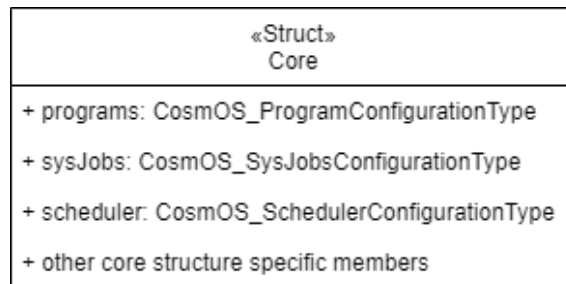 «Struct»
Core
+ programs: CosmOS_ProgramConfigurationType
+ sysJobs: CosmOS_SysJobsConfigurationType
+ scheduler: CosmOS_SchedulerConfigurationType
+ other core structure specific members